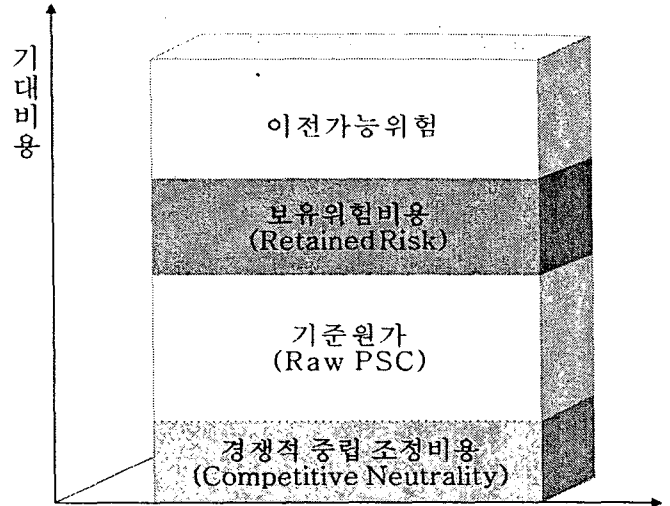 기대비용
이전가능위험
보유위험비용
(Retained Risk)
기준원가
(Raw PSC)
경쟁적 중립 조정비용
(Competitive Neutrality)